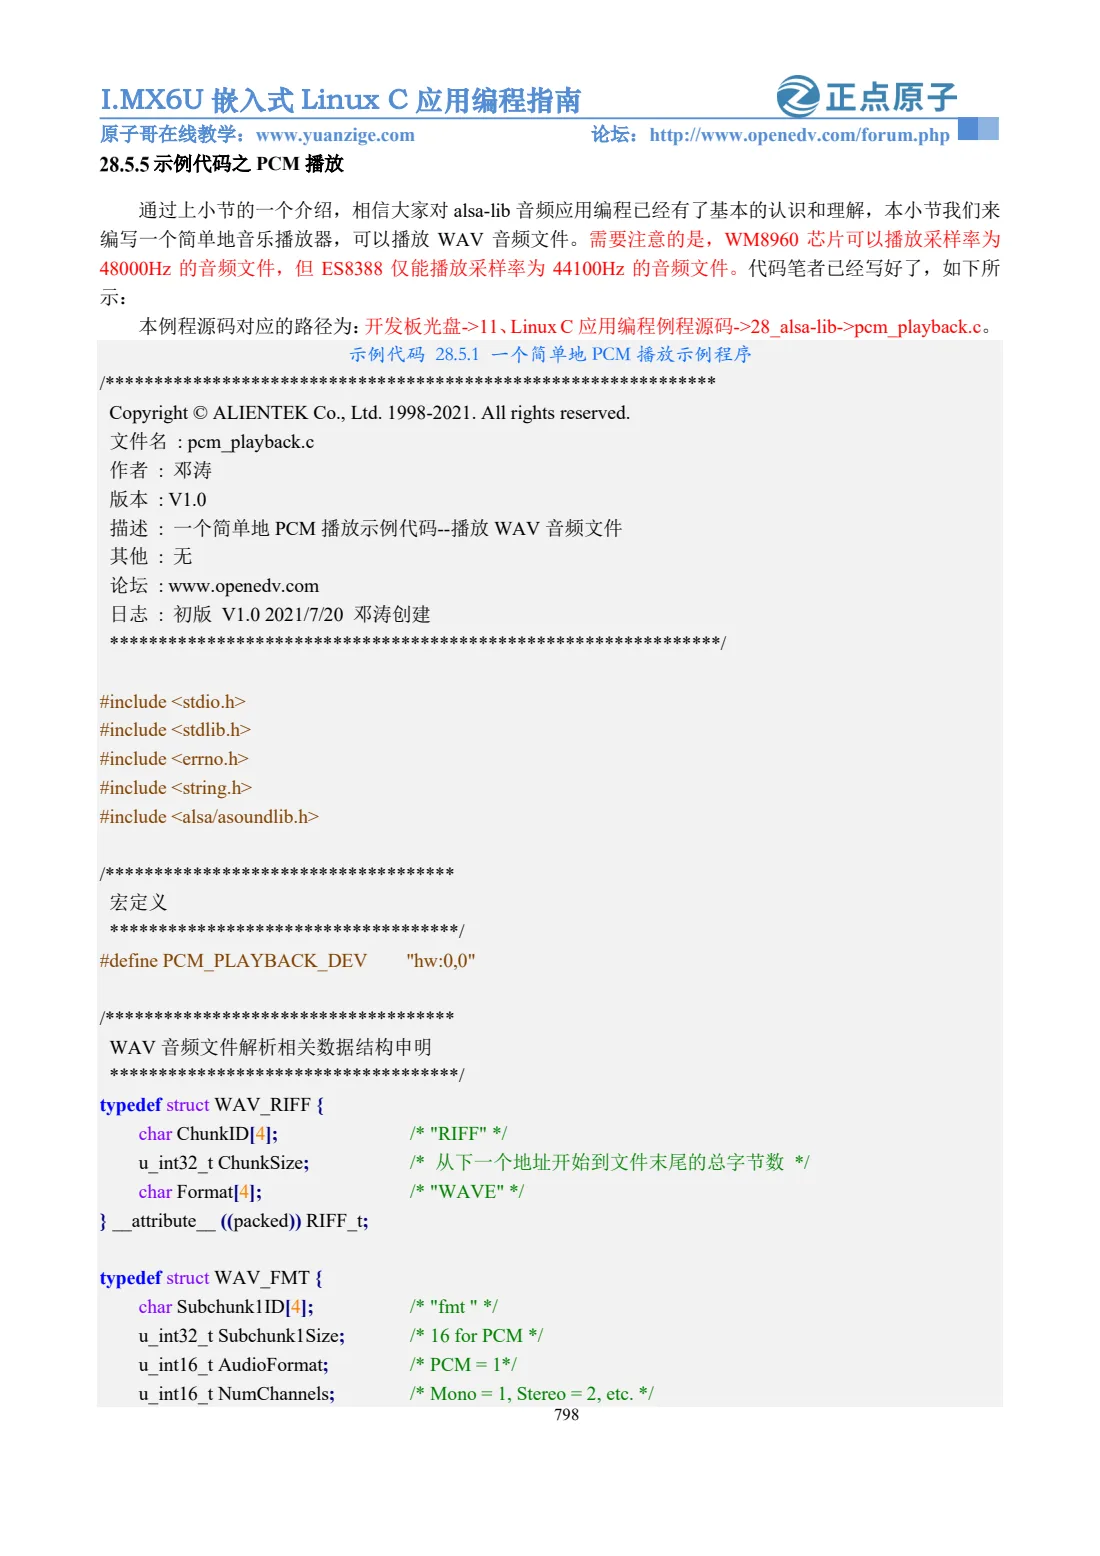 I.MX6U 嵌入式 Linux C 应用编程指南
正点原子
原子哥在线教学：www.yuanzige.com 论坛：http://www.openedv.com/forum.php
28.5.5 示例代码之 PCM 播放
通过上小节的一个介绍，相信大家对 alsa-lib 音频应用编程已经有了基本的认识和理解，本小节我们来
编写一个简单地音乐播放器，可以播放 WAV 音频文件。需要注意的是，WM8960 芯片可以播放采样率为
48000Hz 的音频文件，但 ES8388 仅能播放采样率为 44100Hz 的音频文件。代码笔者已经写好了，如下所
示：
本例程源码对应的路径为：开发板光盘->11、Linux C 应用编程例程源码->28_alsa-lib->pcm_playback.c。
示例代码 28.5.1 一个简单地 PCM 播放示例程序
/***************************************************************
Copyright © ALIENTEK Co., Ltd. 1998-2021. All rights reserved.
文件名 : pcm_playback.c
作者 : 邓涛
版本 : V1.0
描述 : 一个简单地 PCM 播放示例代码--播放 WAV 音频文件
其他 : 无
论坛 : www.openedv.com
日志 : 初版 V1.0 2021/7/20 邓涛创建
***************************************************************/
#include <stdio.h>
#include <stdlib.h>
#include <errno.h>
#include <string.h>
#include <alsa/asoundlib.h>
/************************************
宏定义
************************************/
#define PCM_PLAYBACK_DEV "hw:0,0"
/************************************
WAV 音频文件解析相关数据结构申明
************************************/
typedef struct WAV_RIFF {
char ChunkID[4]; /* "RIFF" */
u_int32_t ChunkSize; /* 从下一个地址开始到文件末尾的总字节数 */
char Format[4]; /* "WAVE" */
} __attribute__ ((packed)) RIFF_t;
typedef struct WAV_FMT {
char Subchunk1ID[4]; /* "fmt " */
u_int32_t Subchunk1Size; /* 16 for PCM */
u_int16_t AudioFormat; /* PCM = 1*/
u_int16_t NumChannels; /* Mono = 1, Stereo = 2, etc. */
798